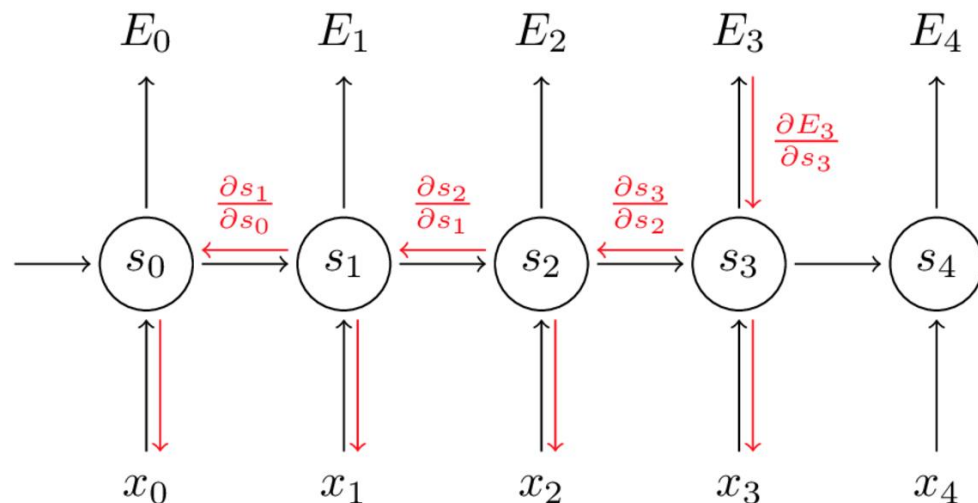 E₀ E₁ E₂ E₃ E₄
∂E₃/∂s₃
∂s₁/∂s₀ ∂s₂/∂s₁ ∂s₃/∂s₂
s₀ s₁ s₂ s₃ s₄
x₀ x₁ x₂ x₃ x₄